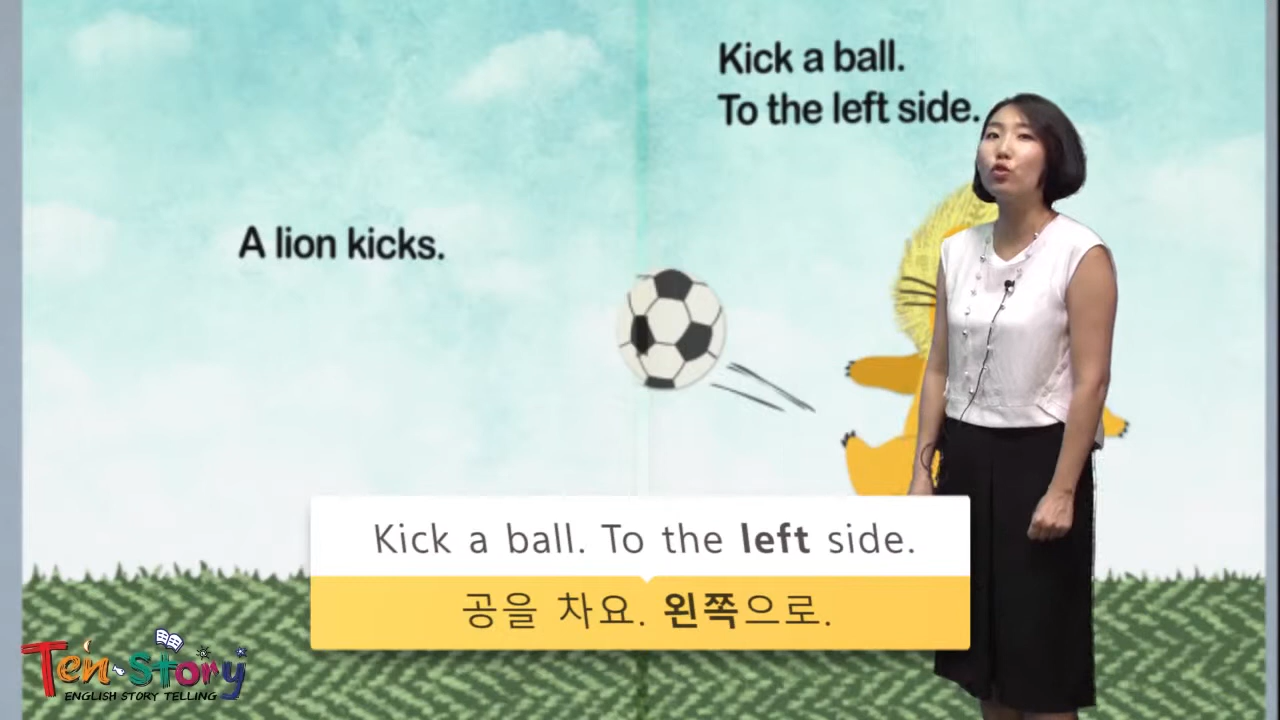 A lion kicks.
Kick a ball.
To the left side.
Kick a ball. To the left side.
공을 차요. 왼쪽으로.
Ten-Story
ENGLISH STORY TELLING